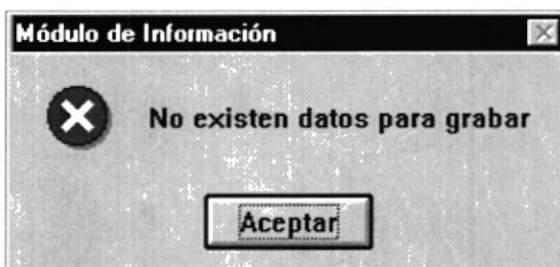 Módulo de Información
No existen datos para grabar
Aceptar